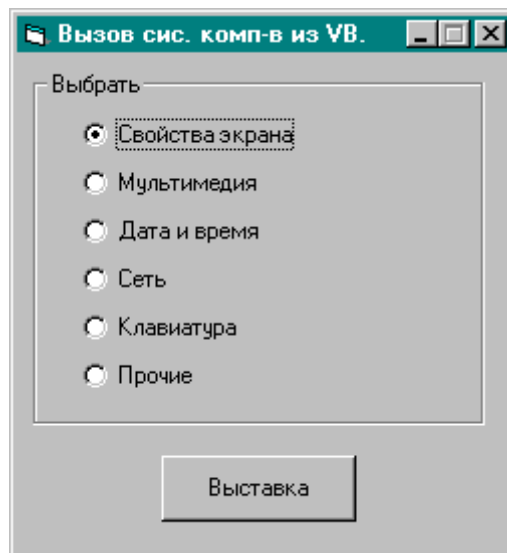 Вызов сис. комп-в из VB.
Выбрать
Свойства экрана
Мультимедия
Дата и время
Сеть
Клавиатура
Прочие
Выставка